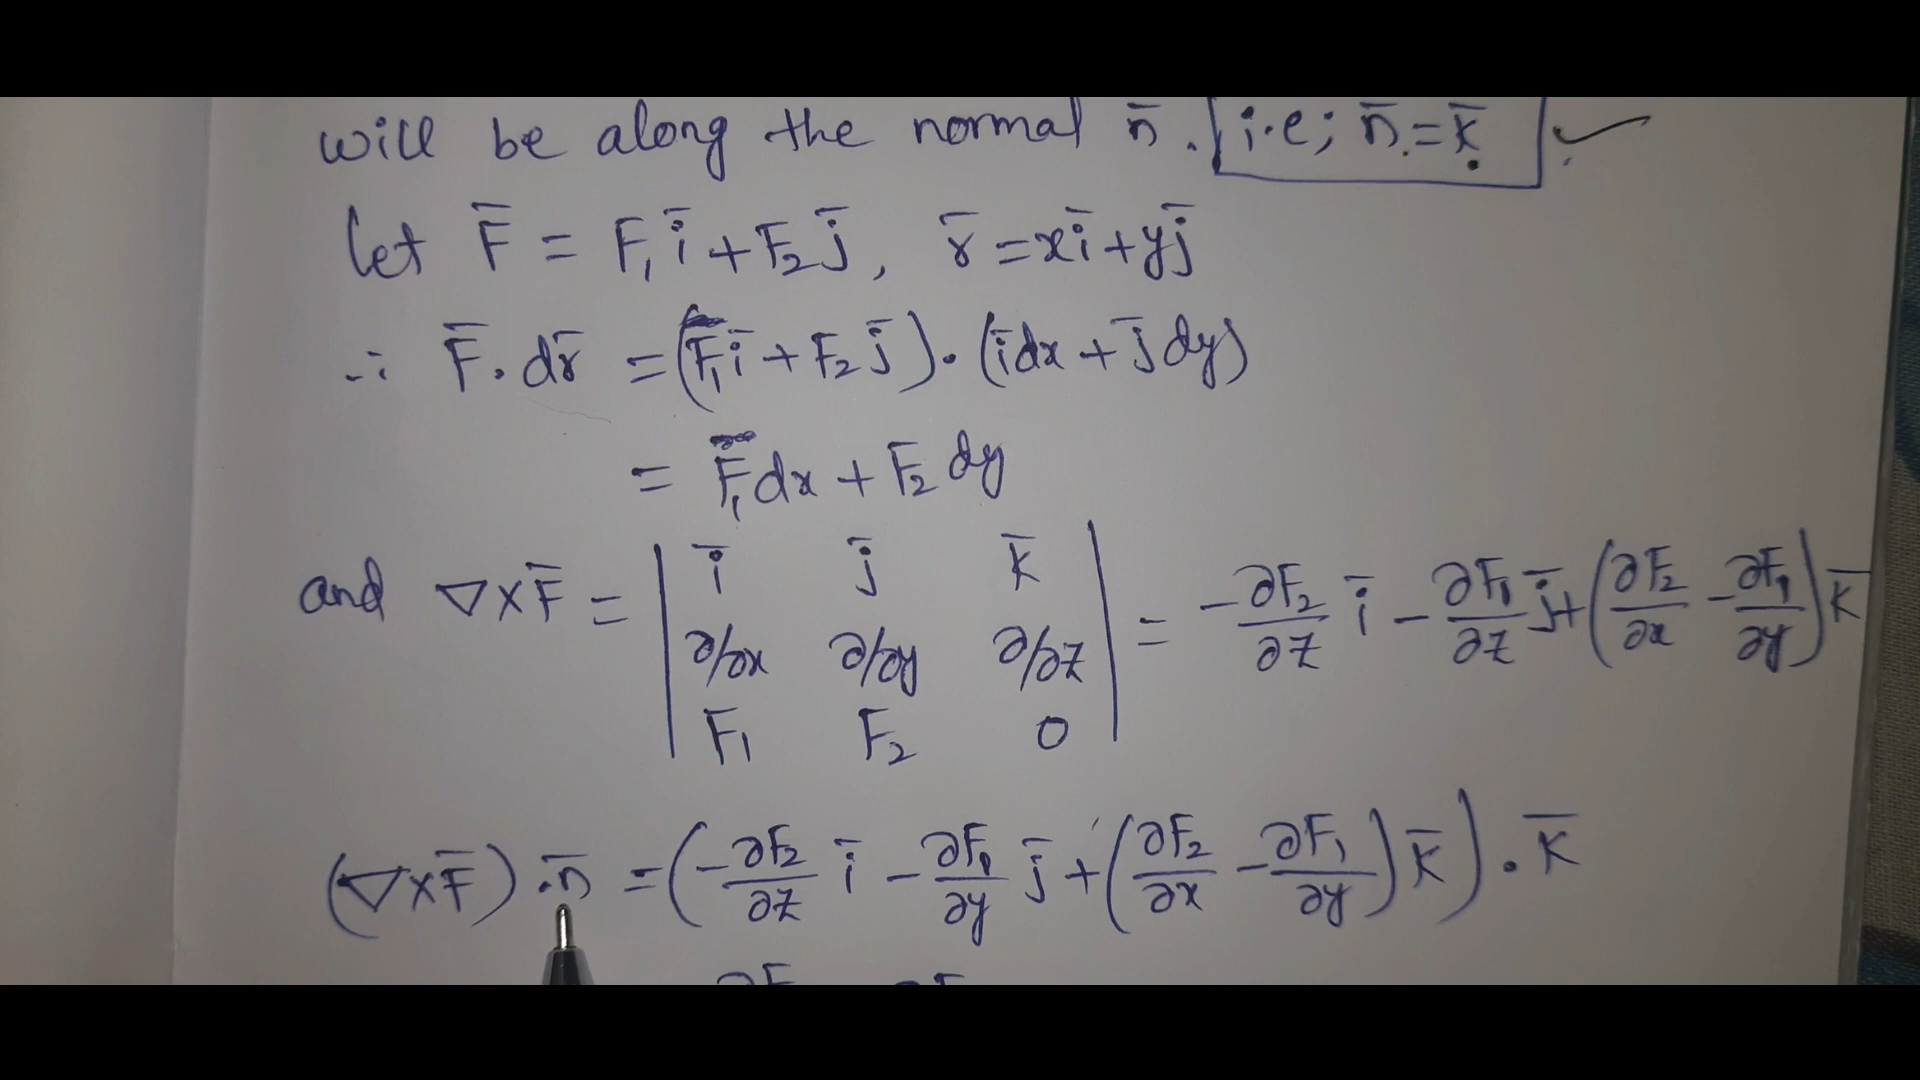 will be along the normal n̄. i.e; n̄ = k̄ ✓
Let F̄ = F₁ī + F₂j̄, r̄ = xī + yj̄
∴ F̄ . dr̄ = (F₁ī + F₂j̄) . (īdx + j̄dy)
= F₁dx + F₂dy
and ∇×F̄ = | ī j̄ k̄ | = -∂F₂/∂z ī - ∂F₁/∂z j̄ + (∂F₂/∂x - ∂F₁/∂y) k̄
∂/∂x ∂/∂y ∂/∂z
F₁ F₂ 0
(∇×F̄) . n̄ = (-∂F₂/∂z ī - ∂F₁/∂y j̄ + (∂F₂/∂x - ∂F₁/∂y) k̄) . k̄